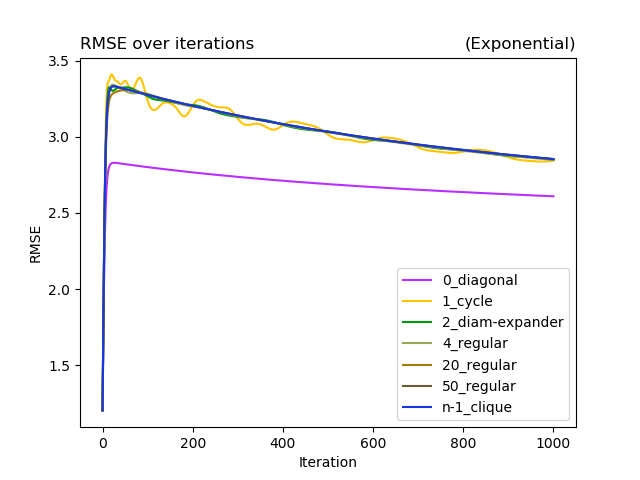 RMSE over iterations (Exponential)
3.5
3.0
2.5
2.0
1.5
RMSE
0_diagonal
1_cycle
2_diam-expander
4_regular
20_regular
50_regular
n-1_clique
0 200 400 600 800 1000
Iteration